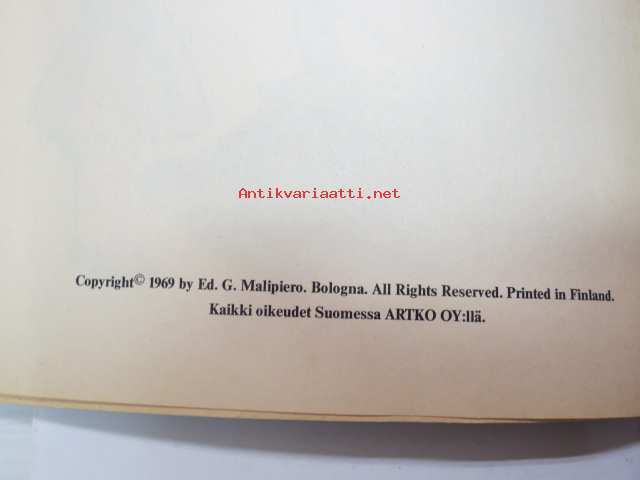 Antikvariaatti.net
Copyright© 1969 by Ed. G. Malipiero. Bologna. All Rights Reserved. Printed in Finland.
Kaikki oikeudet Suomessa ARTKO OY:llä.